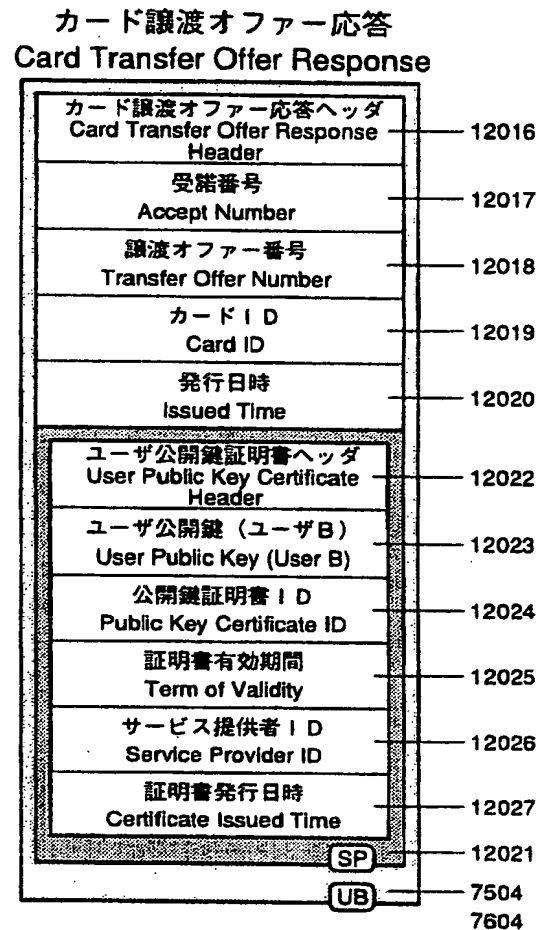 カード譲渡オファー応答
Card Transfer Offer Response
カード譲渡オファー応答ヘッダ
Card Transfer Offer Response
Header
12016
受諾番号
Accept Number
12017
譲渡オファー番号
Transfer Offer Number
12018
カードID
Card ID
12019
発行日時
Issued Time
12020
ユーザ公開鍵証明書ヘッダ
User Public Key Certificate
Header
12022
ユーザ公開鍵（ユーザB）
User Public Key (User B)
12023
公開鍵証明書ID
Public Key Certificate ID
12024
証明書有効期間
Term of Validity
12025
サービス提供者ID
Service Provider ID
12026
証明書発行日時
Certificate Issued Time
12027
SP
12021
UB
7504
7604